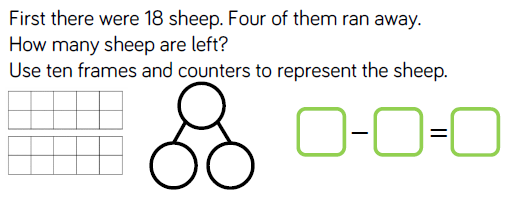 First there were 18 sheep. Four of them ran away.
How many sheep are left?
Use ten frames and counters to represent the sheep.
- =